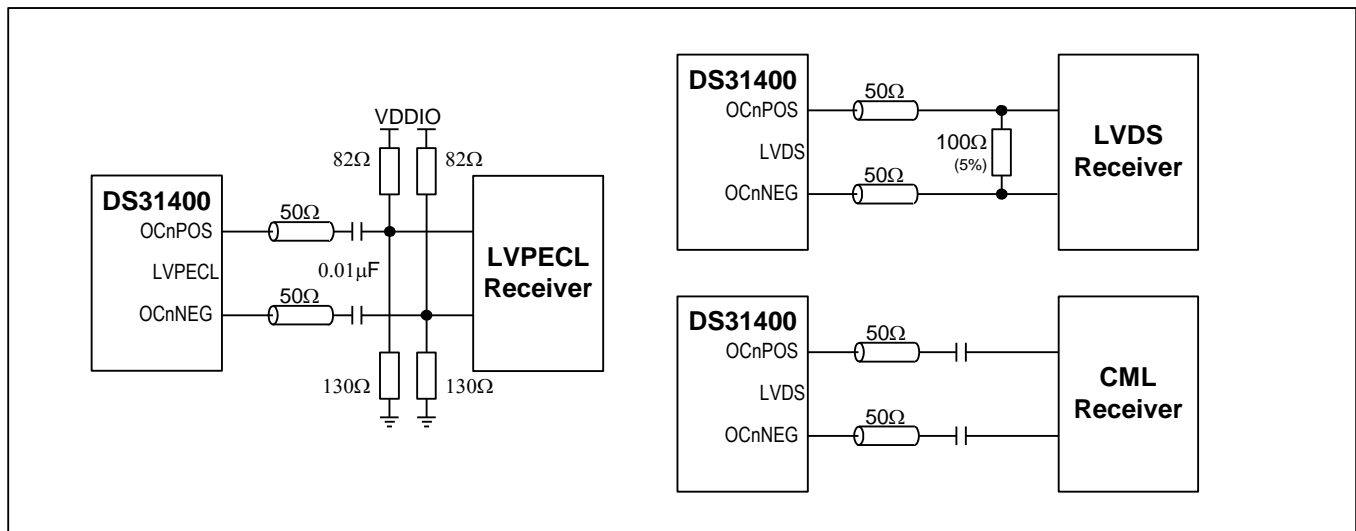 VDDIO
82Ω
82Ω
DS31400
OCnPOS
LVPECL
OCnNEG
50Ω
0.01μF
50Ω
LVPECL
Receiver
130Ω
130Ω
DS31400
OCnPOS
LVDS
OCnNEG
50Ω
50Ω
100Ω
(5%)
LVDS
Receiver
DS31400
OCnPOS
LVDS
OCnNEG
50Ω
50Ω
CML
Receiver